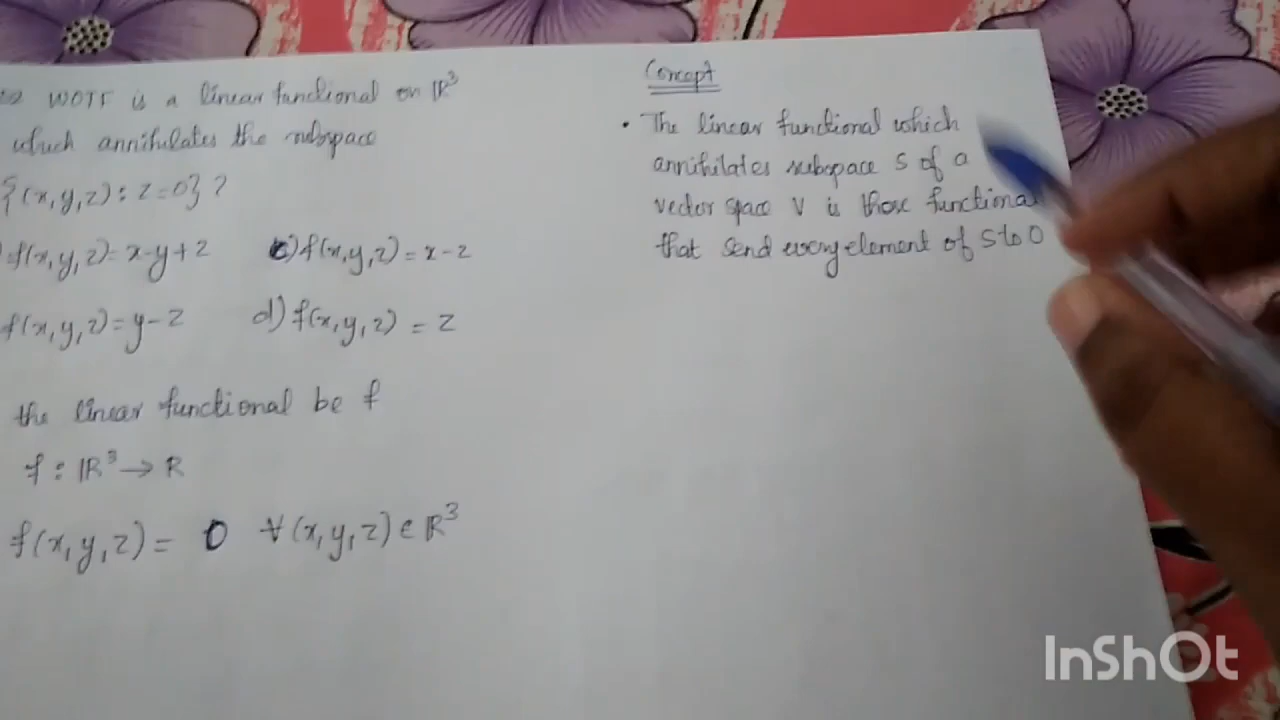 WOTF is a linear functional on ℝ³
which annihilates the subspace
{(x,y,z) : z=0} ?
f(x,y,z) = x-y+z
c) f(x,y,z) = x-z
f(x,y,z) = y-z
d) f(x,y,z) = z
the linear functional be f
f : ℝ³ → ℝ
f(x,y,z) = 0 ∀ (x,y,z) ∈ ℝ³
Concept
• The linear functional which
annihilates subspace S of a
vector space V is those functional
that send every element of S to 0
InShOt